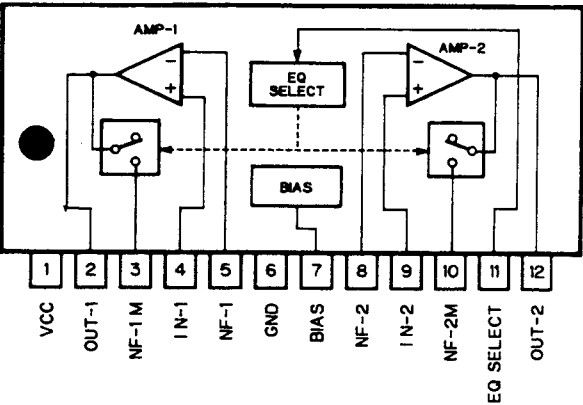 AMP-1
AMP-2
−
+
−
+
EQ
SELECT
BIAS
1 2 3 4 5 6 7 8 9 10 11 12
VCC
OUT-1
NF-1M
IN-1
NF-1
GND
BIAS
NF-2
IN-2
NF-2M
EQ SELECT
OUT-2